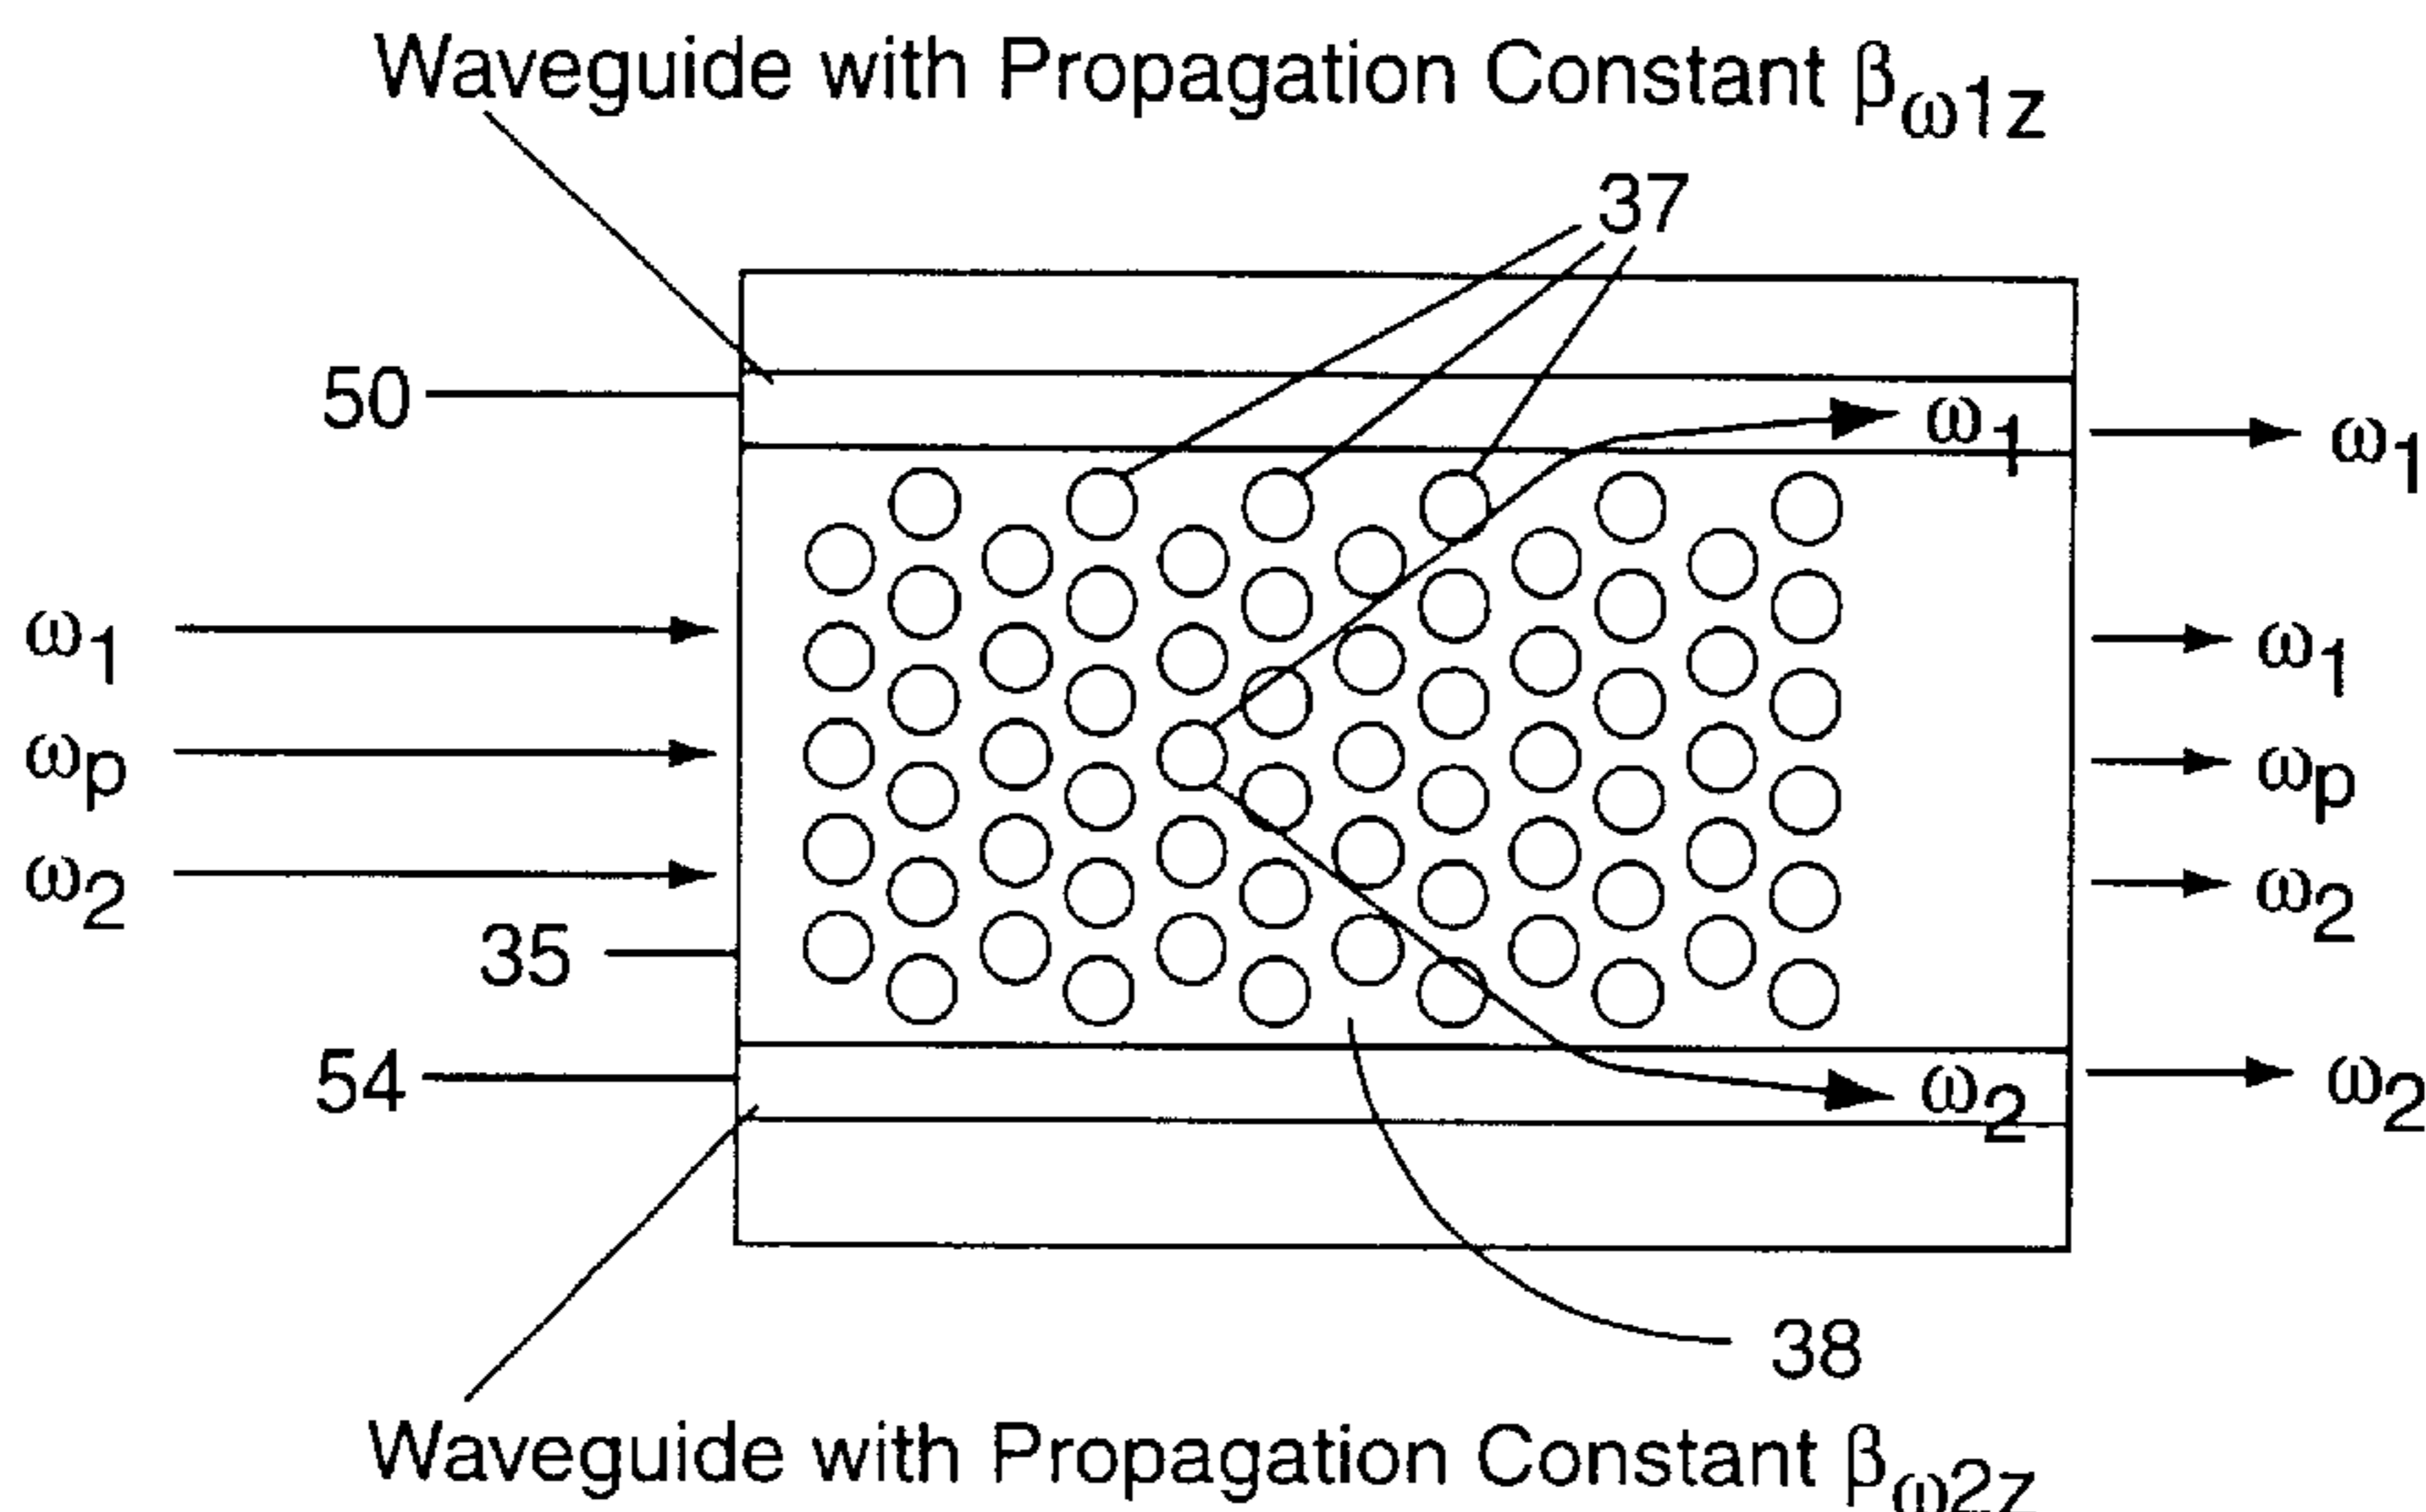 Waveguide with Propagation Constant βω1z
37
50
ω1
ω1
ω1
ω1
ωp
ωp
ω2
ω2
35
54
ω2
ω2
38
Waveguide with Propagation Constant βω2z